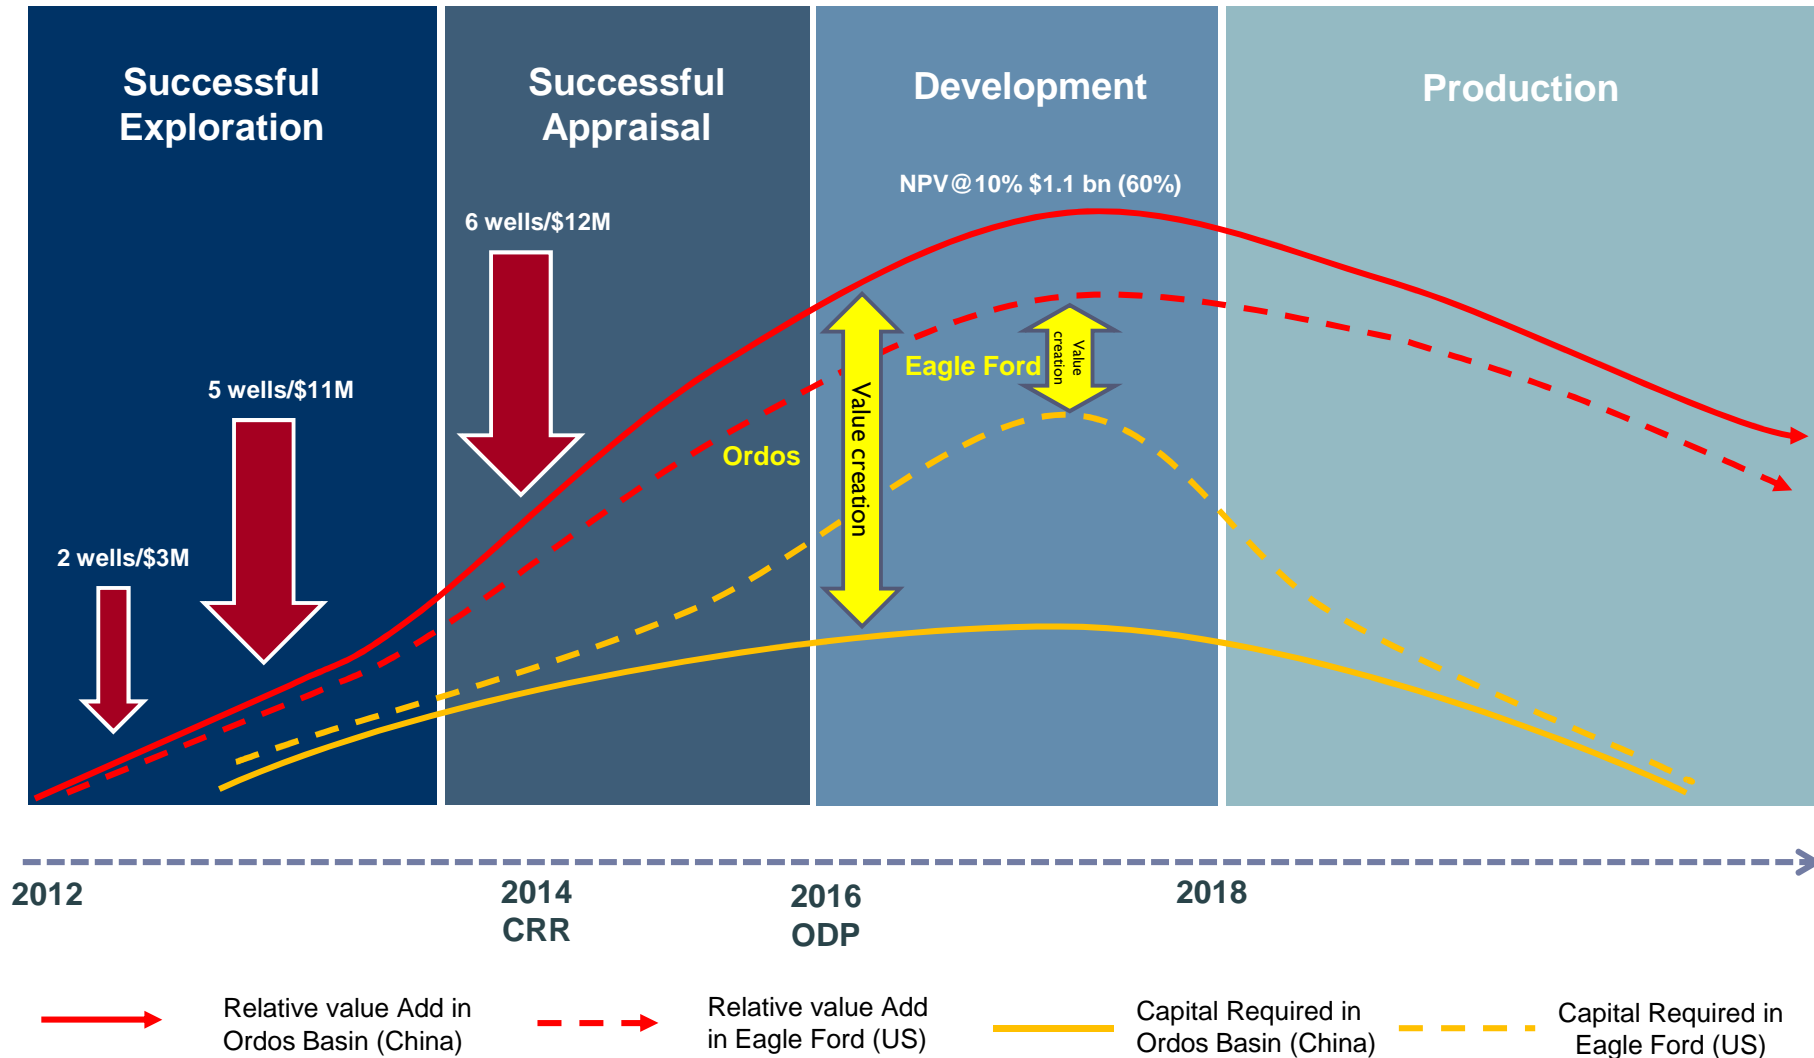 Successful
Exploration
Successful
Appraisal
Development
Production
NPV@10% $1.1 bn (60%)
6 wells/$12M
5 wells/$11M
2 wells/$3M
Eagle Ford
Value
creation
Ordos
Value creation
2012
2014
CRR
2016
ODP
2018
Relative value Add in
Ordos Basin (China)
Relative value Add
in Eagle Ford (US)
Capital Required in
Ordos Basin (China)
Capital Required in
Eagle Ford (US)